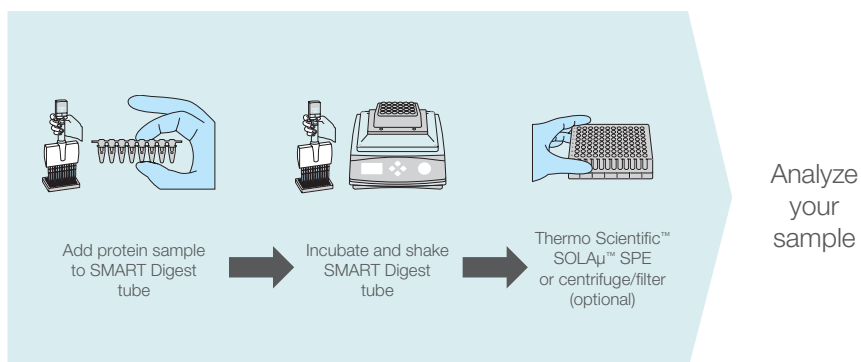 Add protein sample
to SMART Digest
tube
Incubate and shake
SMART Digest
tube
Thermo Scientific™
SOLAµ™ SPE
or centrifuge/filter
(optional)
Analyze
your
sample